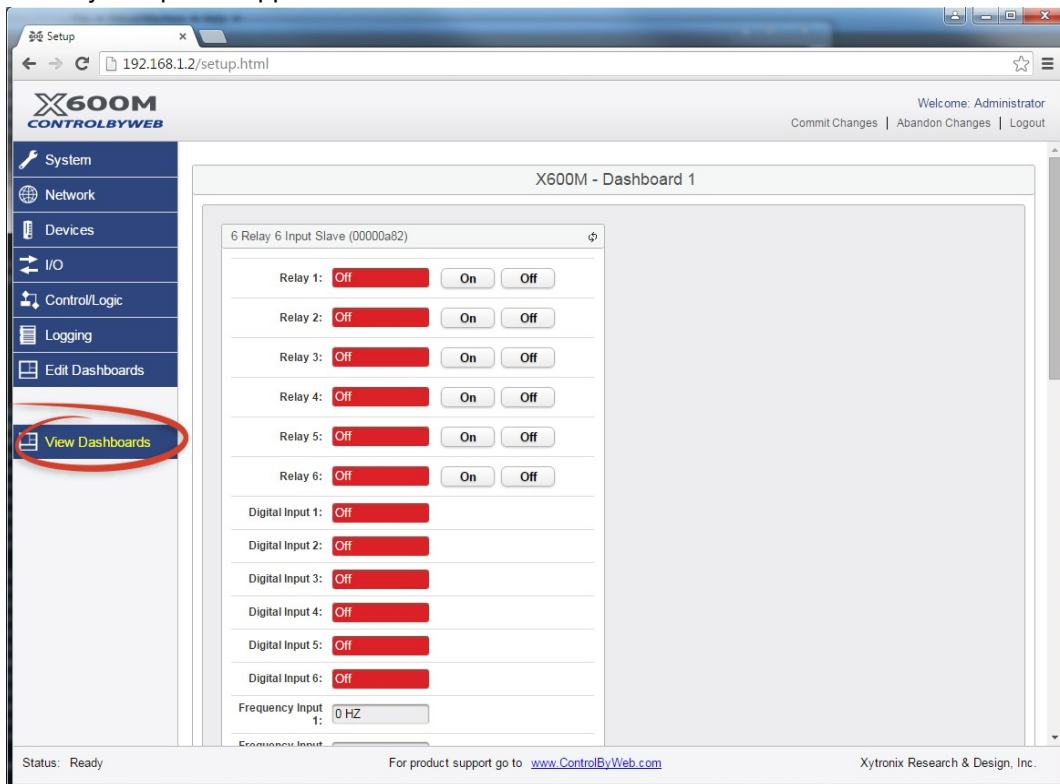 Setup
192.168.1.2/setup.html
X600M
CONTROLBYWEB
Welcome: Administrator
Commit Changes | Abandon Changes | Logout
System
Network
Devices
I/O
Control/Logic
Logging
Edit Dashboards
View Dashboards
X600M - Dashboard 1
6 Relay 6 Input Slave (00000a82)
Relay 1: Off On Off
Relay 2: Off On Off
Relay 3: Off On Off
Relay 4: Off On Off
Relay 5: Off On Off
Relay 6: Off On Off
Digital Input 1: Off
Digital Input 2: Off
Digital Input 3: Off
Digital Input 4: Off
Digital Input 5: Off
Digital Input 6: Off
Frequency Input
1: 0 HZ
Frequency Input
Status: Ready
For product support go to www.ControlByWeb.com
Xytronix Research & Design, Inc.